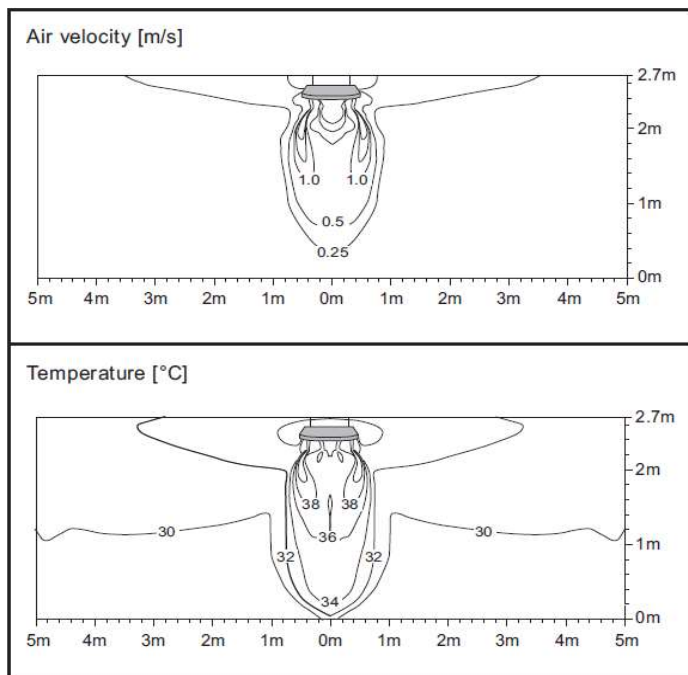 Air velocity [m/s]
2.7m
2m
1.0 1.0
1m
0.5
0.25
0m
5m 4m 3m 2m 1m 0m 1m 2m 3m 4m 5m
Temperature [°C]
2.7m
2m
38 38
30 36 30
1m
32 32
34
0m
5m 4m 3m 2m 1m 0m 1m 2m 3m 4m 5m